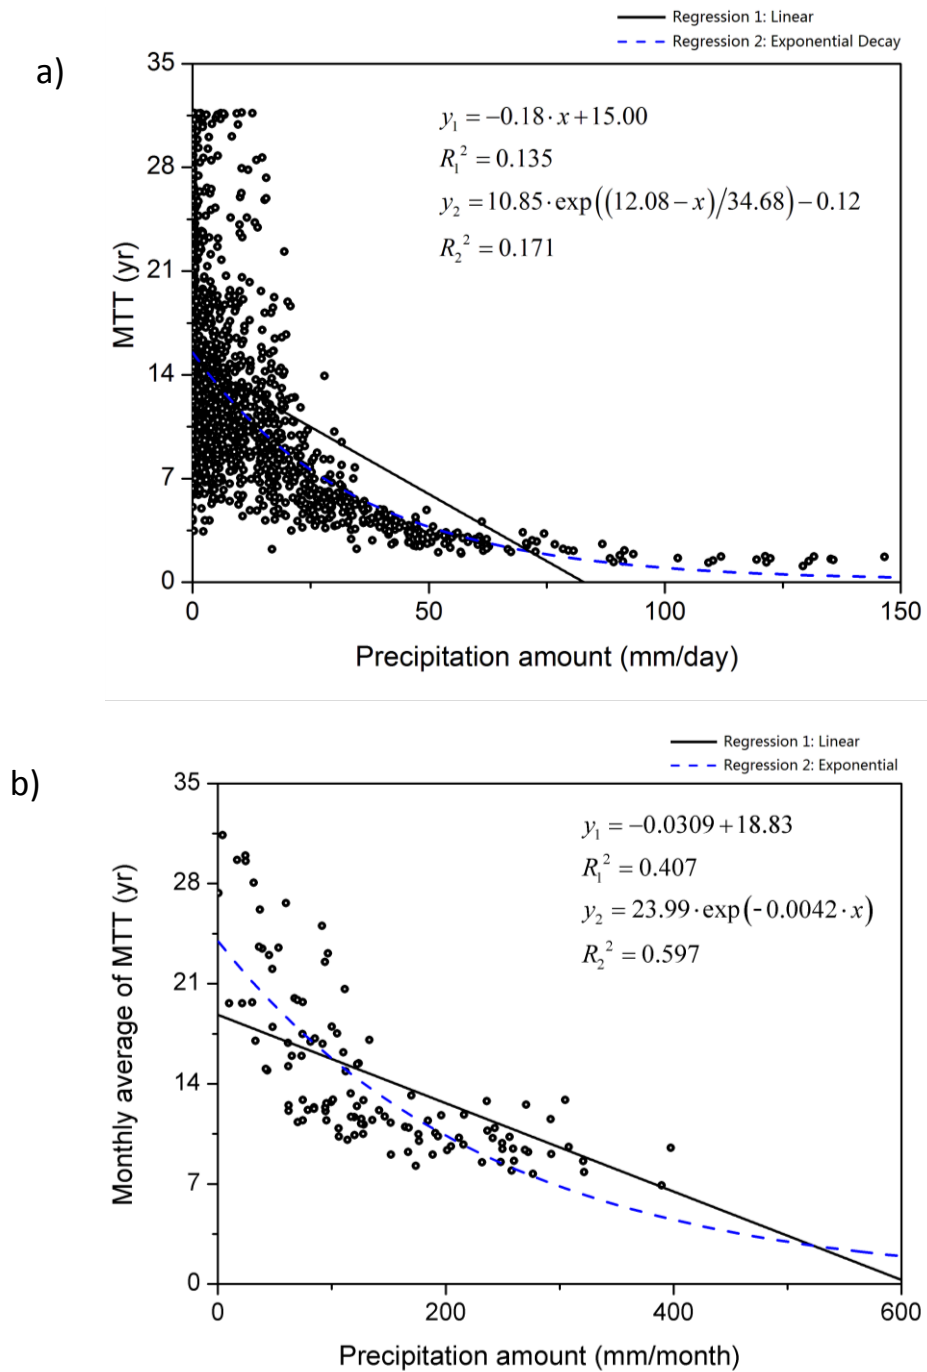 Regression 1: Linear
Regression 2: Exponential Decay
a)
35
28
21
14
7
0
MTT (yr)
y₁ = −0.18·x+15.00
R₁² = 0.135
y₂ = 10.85·exp((12.08−x)/34.68)−0.12
R₂² = 0.171
0 50 100 150
Precipitation amount (mm/day)
Regression 1: Linear
Regression 2: Exponential
b)
35
28
21
14
7
0
Monthly average of MTT (yr)
y₁ = −0.0309+18.83
R₁² = 0.407
y₂ = 23.99·exp(-0.0042·x)
R₂² = 0.597
0 200 400 600
Precipitation amount (mm/month)